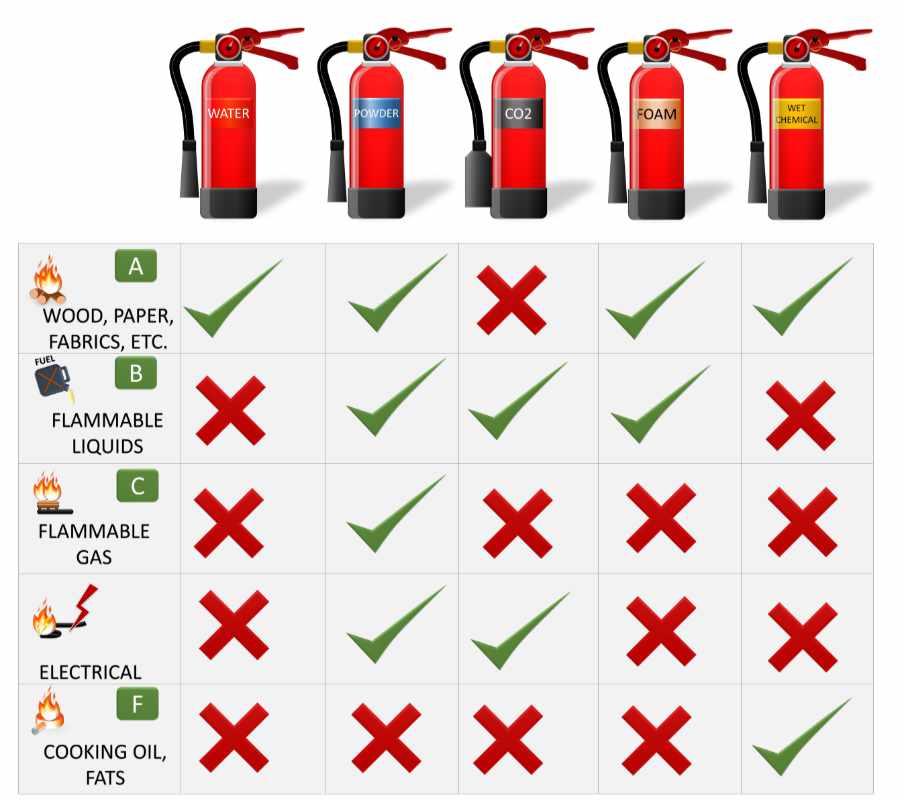 WATER
POWDER
CO2
FOAM
WET
CHEMICAL
A
WOOD, PAPER,
FABRICS, ETC.
FUEL
B
FLAMMABLE
LIQUIDS
C
FLAMMABLE
GAS
ELECTRICAL
F
COOKING OIL,
FATS